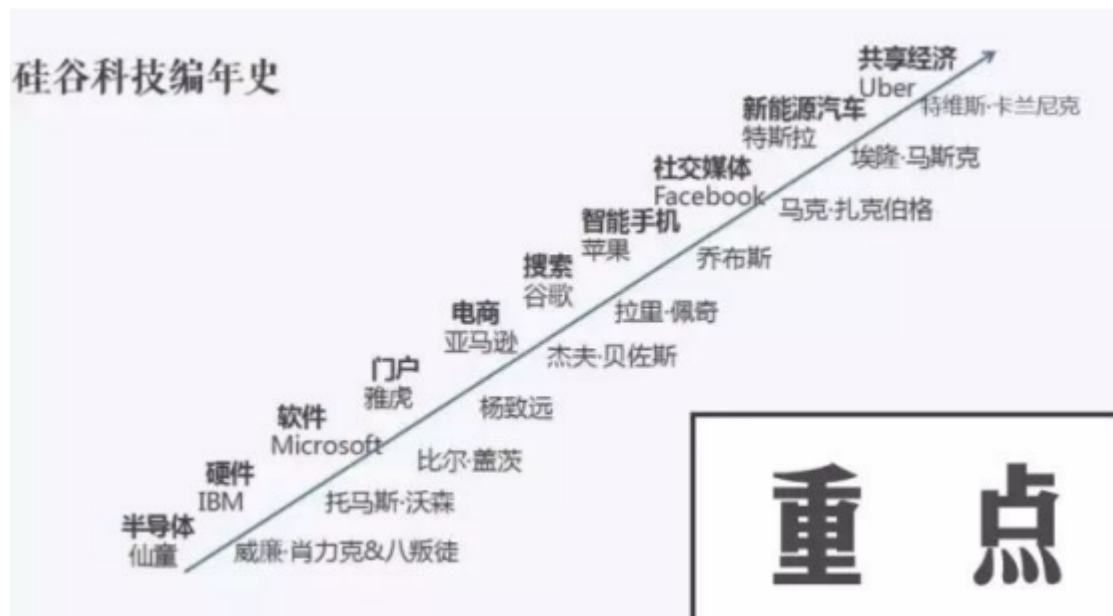 硅谷科技编年史
共享经济
Uber
特维斯·卡兰尼克
新能源汽车
特斯拉
埃隆·马斯克
社交媒体
Facebook
马克·扎克伯格
智能手机
苹果
乔布斯
搜索
谷歌
拉里·佩奇
电商
亚马逊
杰夫·贝佐斯
门户
雅虎
杨致远
软件
Microsoft
比尔·盖茨
硬件
IBM
托马斯·沃森
半导体
仙童
威廉·肖力克&八叛徒
重 点